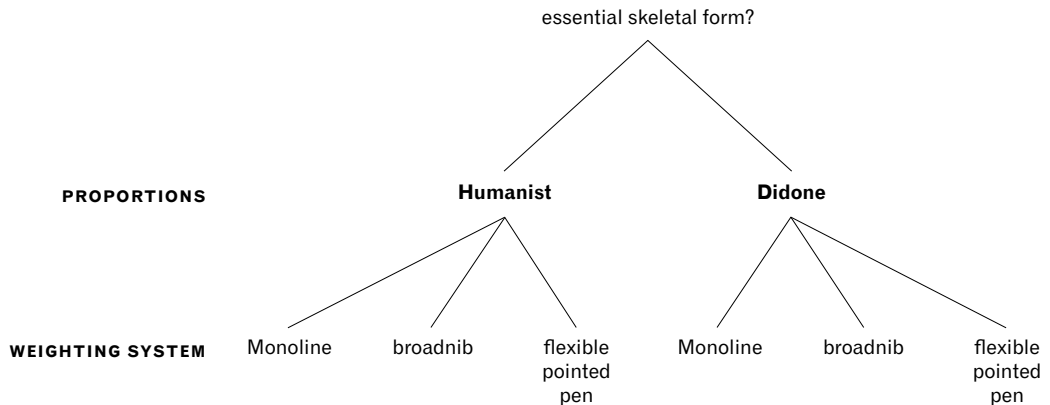 essential skeletal form?
PROPORTIONS Humanist Didone
WEIGHTING SYSTEM Monoline broadnib flexible Monoline broadnib flexible
pointed pointed
pen pen